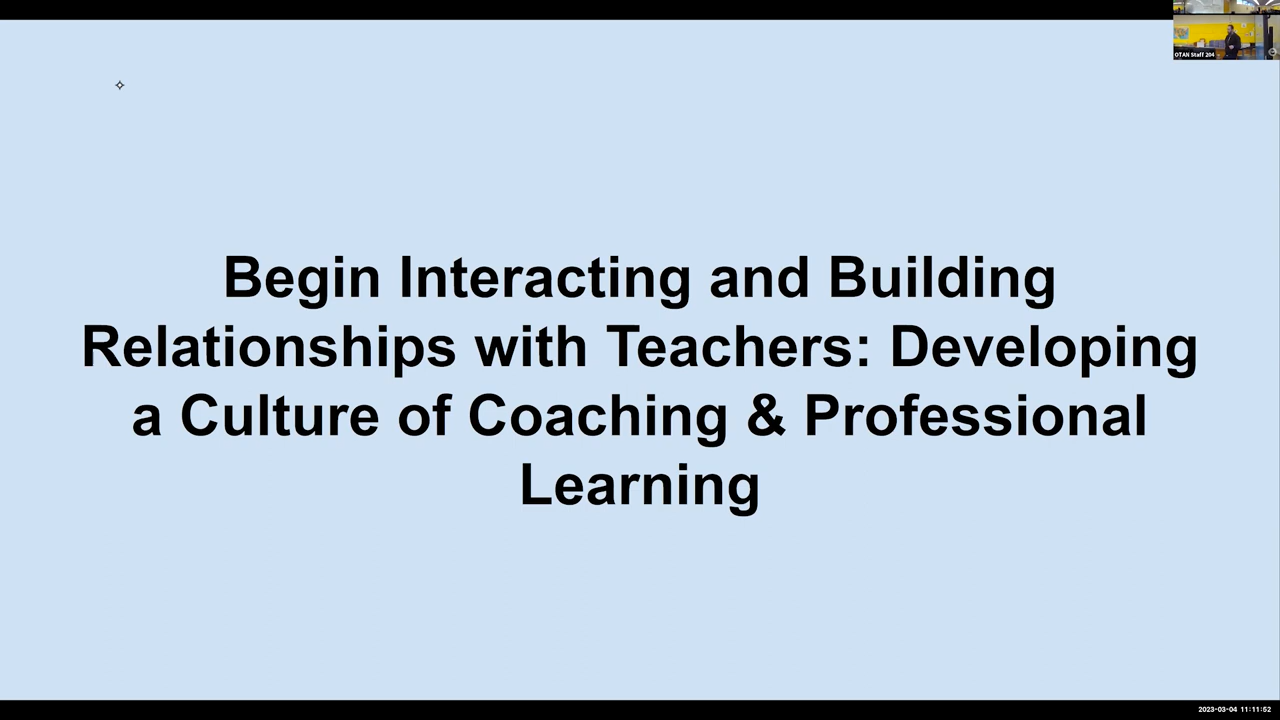 OTAN Staff 204
Begin Interacting and Building
Relationships with Teachers: Developing
a Culture of Coaching & Professional
Learning
2023-03-04 11:11:52